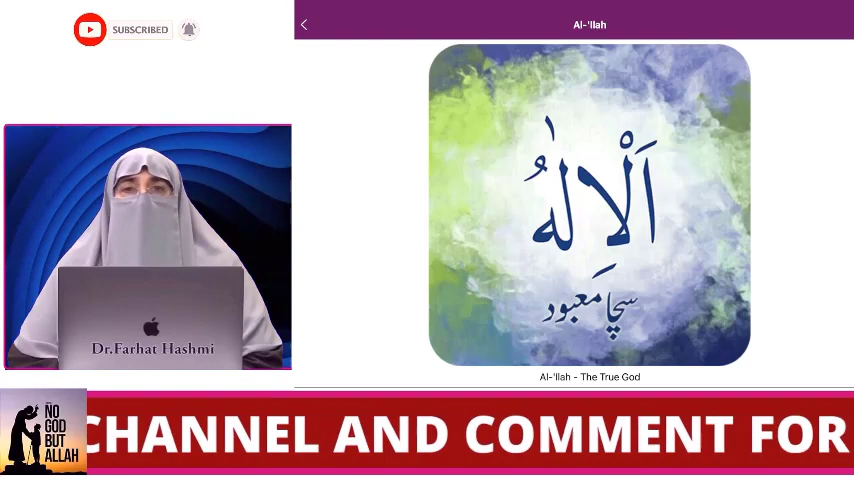 SUBSCRIBED
Al-'Ilah
اَلْاِلٰهُ
سچا معبود
Al-'Ilah - The True God
Dr.Farhat Hashmi
NO
GOD
BUT
ALLAH
CHANNEL AND COMMENT FOR